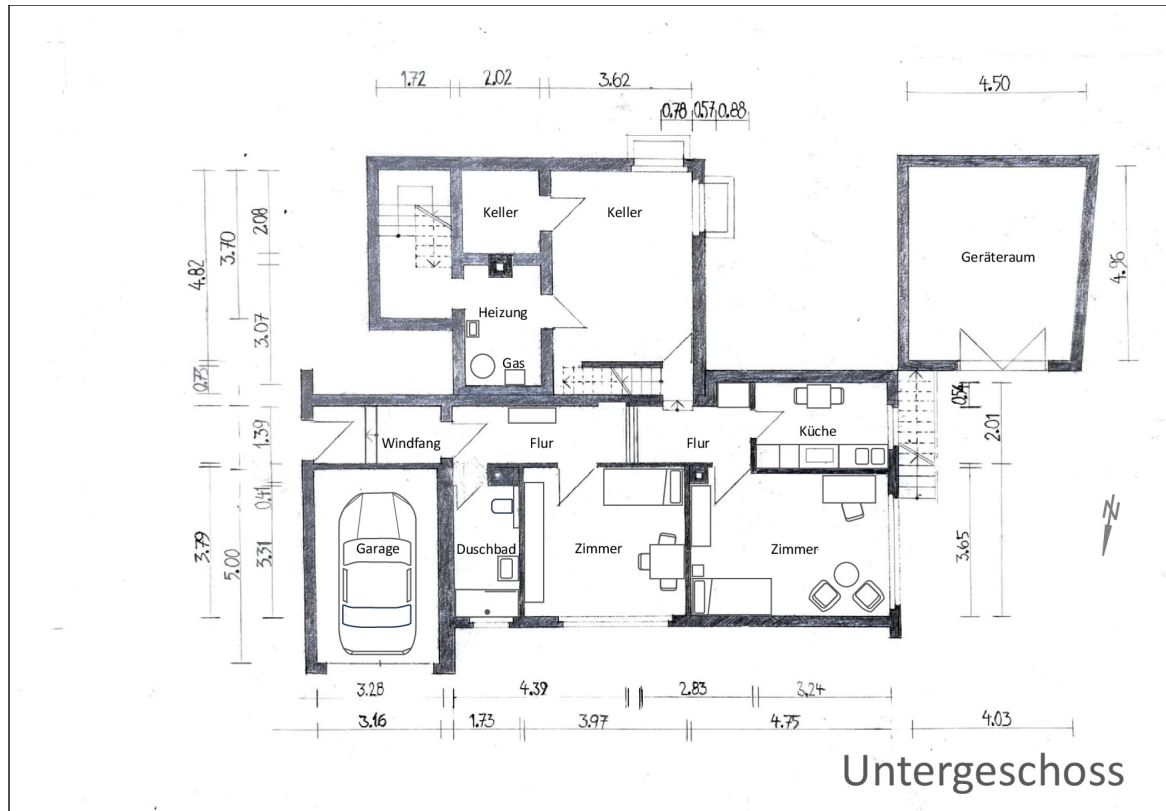 1.72 2.02 3.62 4.50
0.78 0.57 0.88
4.82 3.70 2.08
Keller Keller
Geräteraum
4.96
3.07
Heizung
Gas
0.73
0.54
2.01
1.39
Windfang Flur Flur Küche
N
3.79 5.00 0.41 3.31
Garage Duschbad Zimmer Zimmer
3.65
3.28 4.39 2.83 3.24
3.16 1.73 3.97 4.75 4.03
Untergeschoss